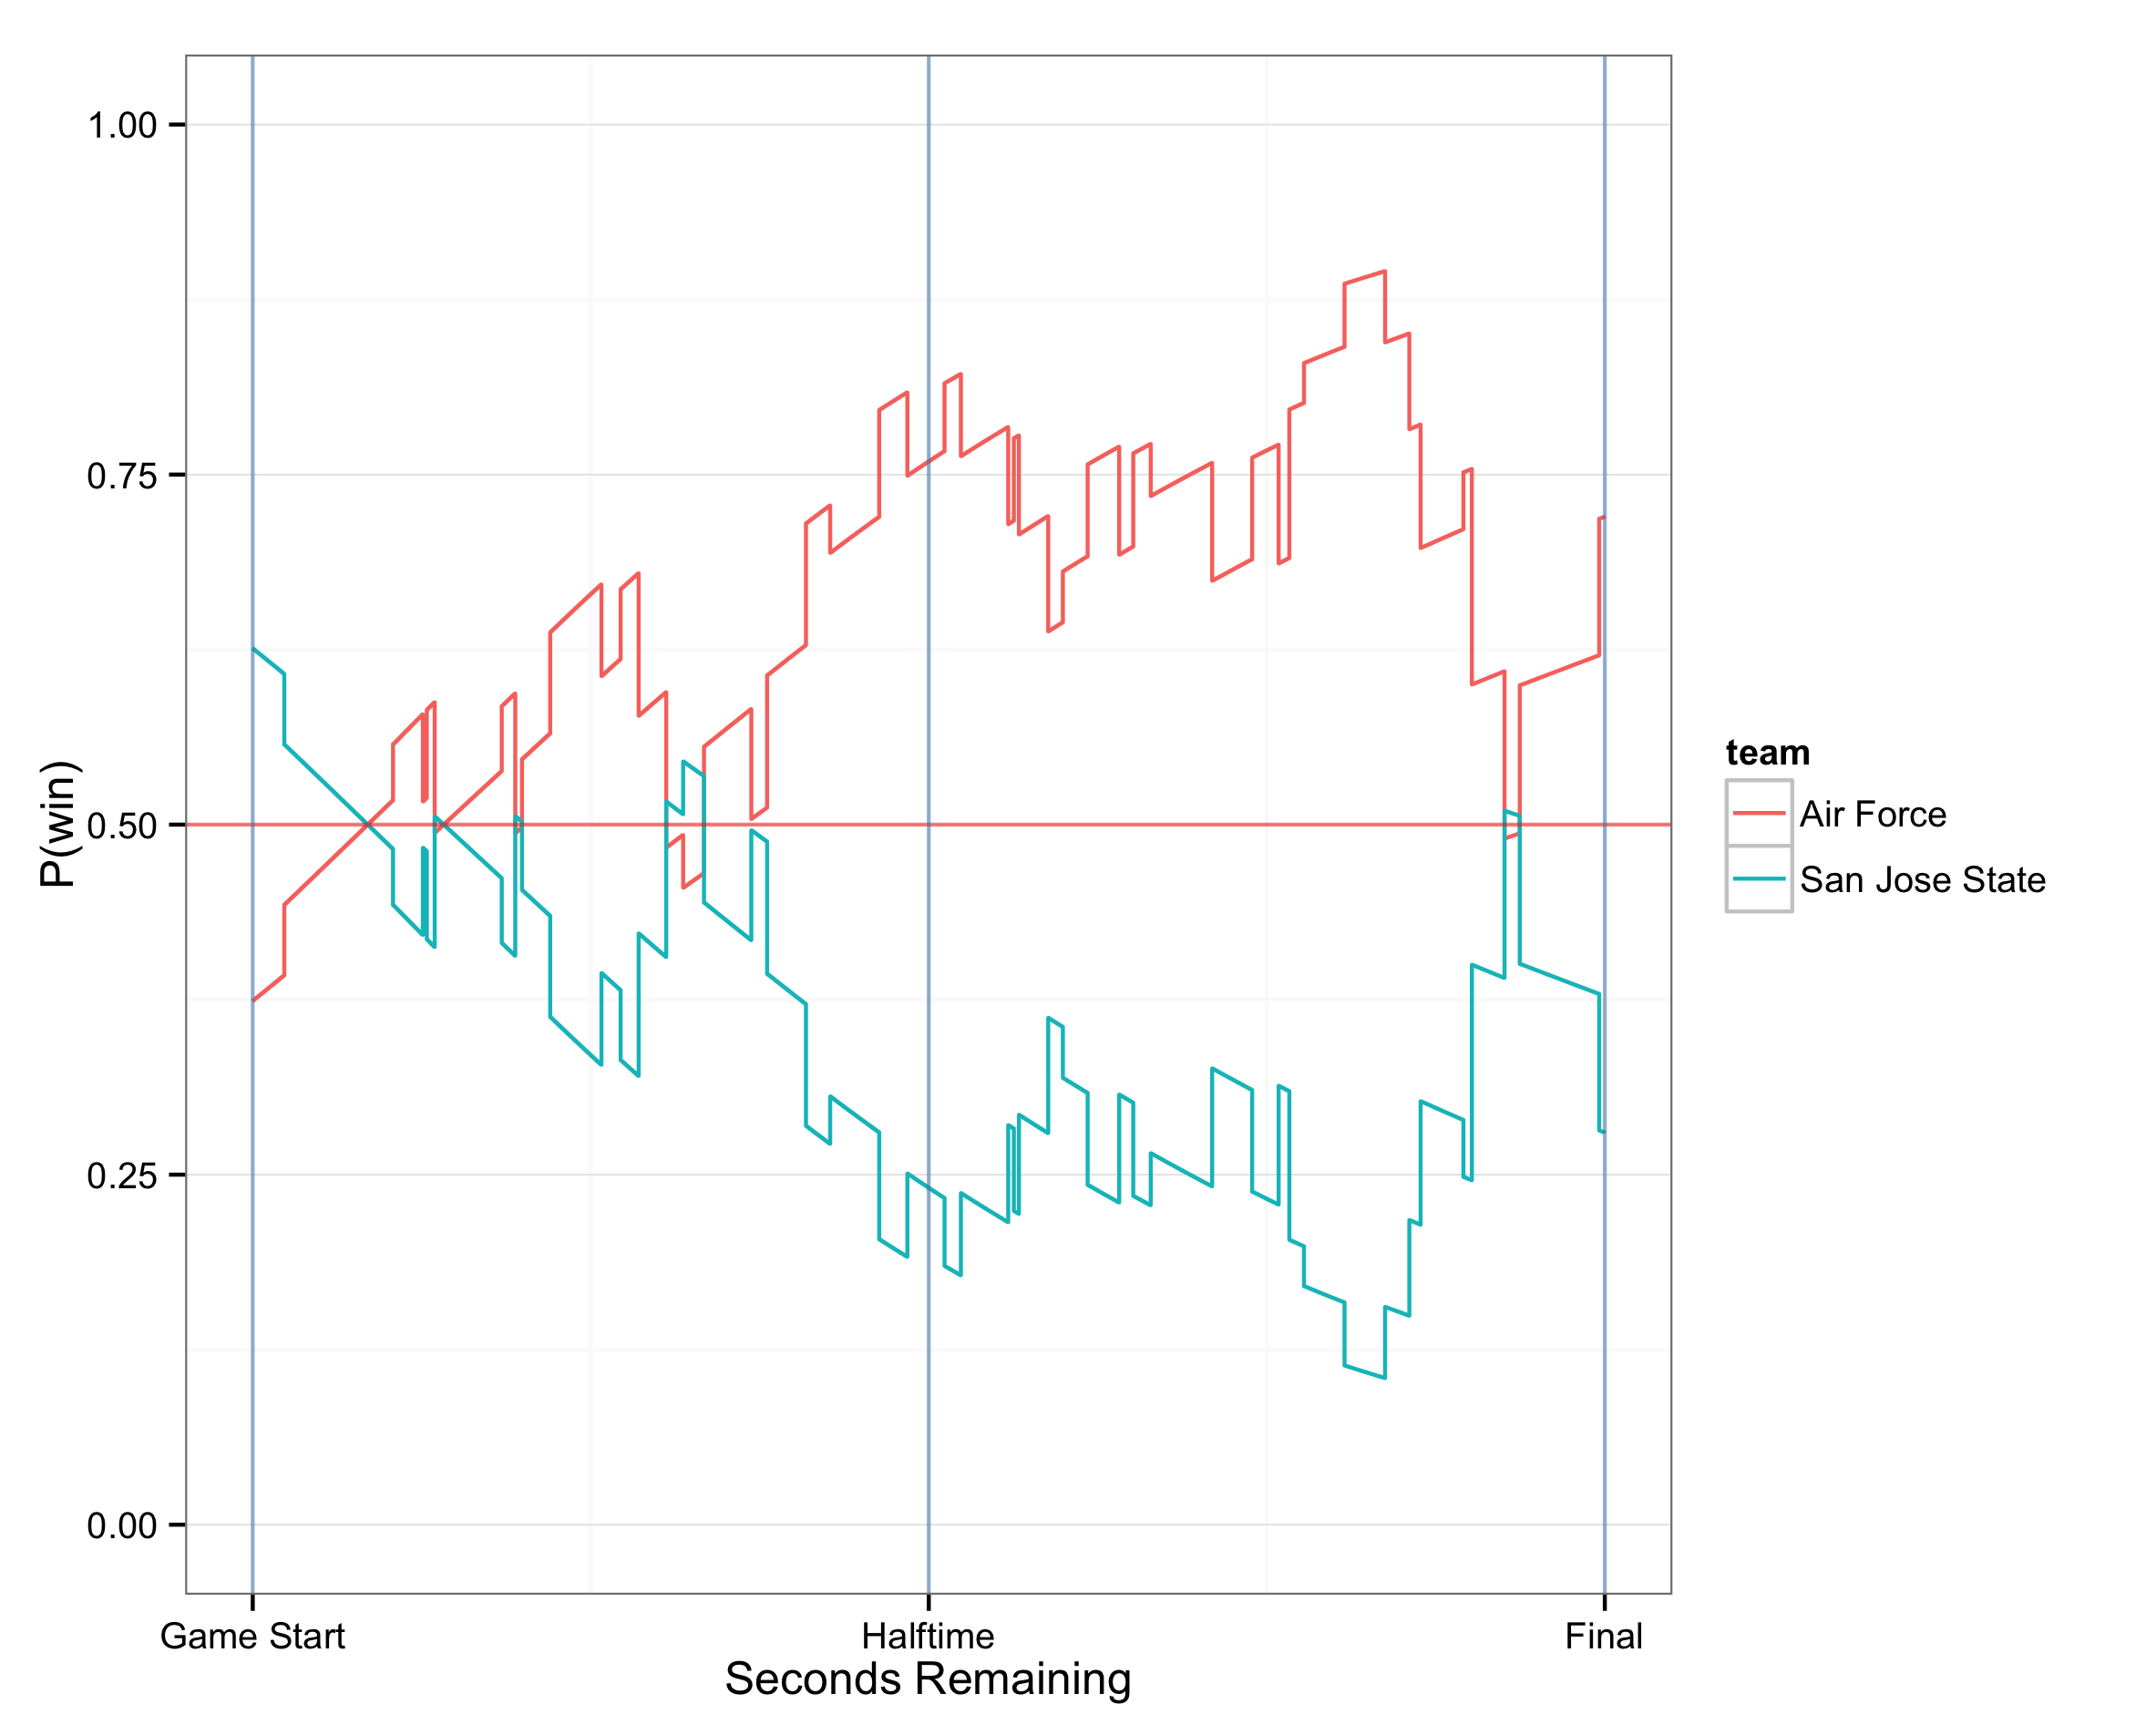 1.00
0.75
0.50
0.25
0.00
P(win)
Game Start
Halftime
Final
Seconds Remaining
team
Air Force
San Jose State